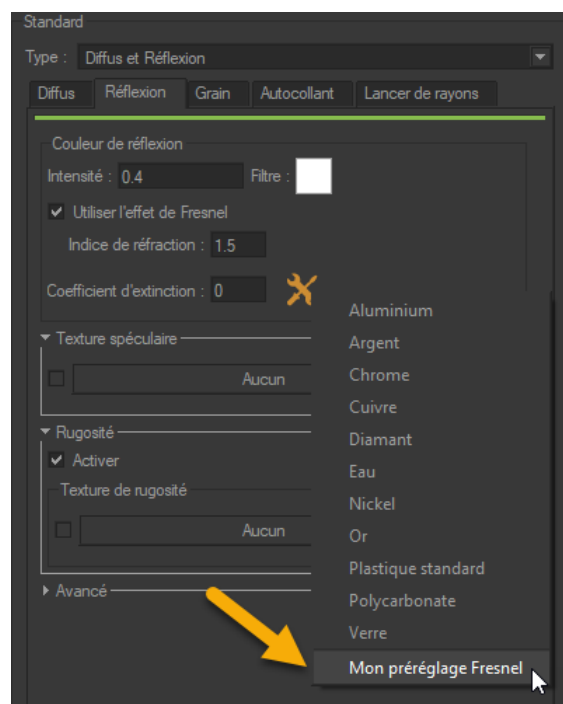 Standard
Type : Diffus et Réflexion
Diffus Réflexion Grain Autocollant Lancer de rayons
Couleur de réflexion
Intensité : 0.4 Filtre :
Utiliser l'effet de Fresnel
Indice de réfraction : 1.5
Coefficient d'extinction : 0
Aluminium
Texture spéculaire
Argent
Aucun
Chrome
Cuivre
Rugosité
Diamant
Activer
Eau
Texture de rugosité
Nickel
Aucun
Or
Plastique standard
Avancé
Polycarbonate
Verre
Mon préréglage Fresnel